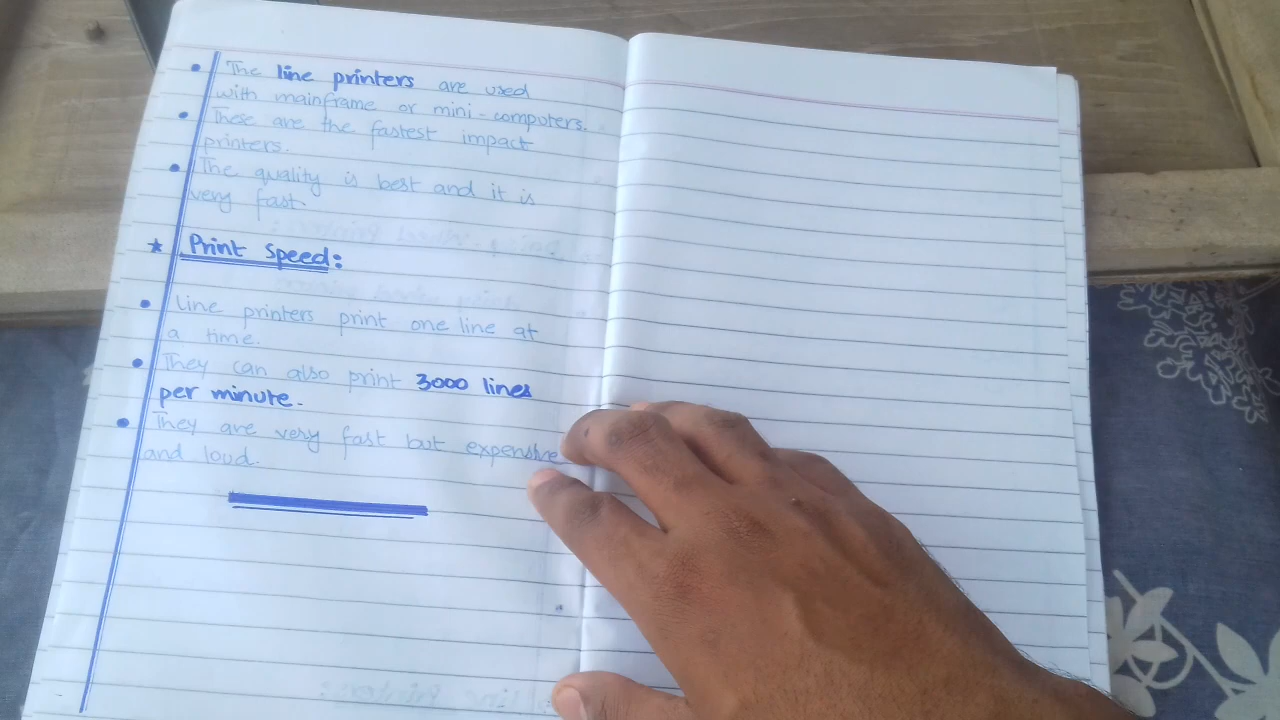 • The line printers are used
with mainframe or mini-computers.
• These are the fastest impact
printers.
• The quality is best and it is
very fast.
★ Print Speed:
• Line printers print one line at
a time.
• They can also print 3000 lines
per minute.
• They are very fast but expensive
and loud.